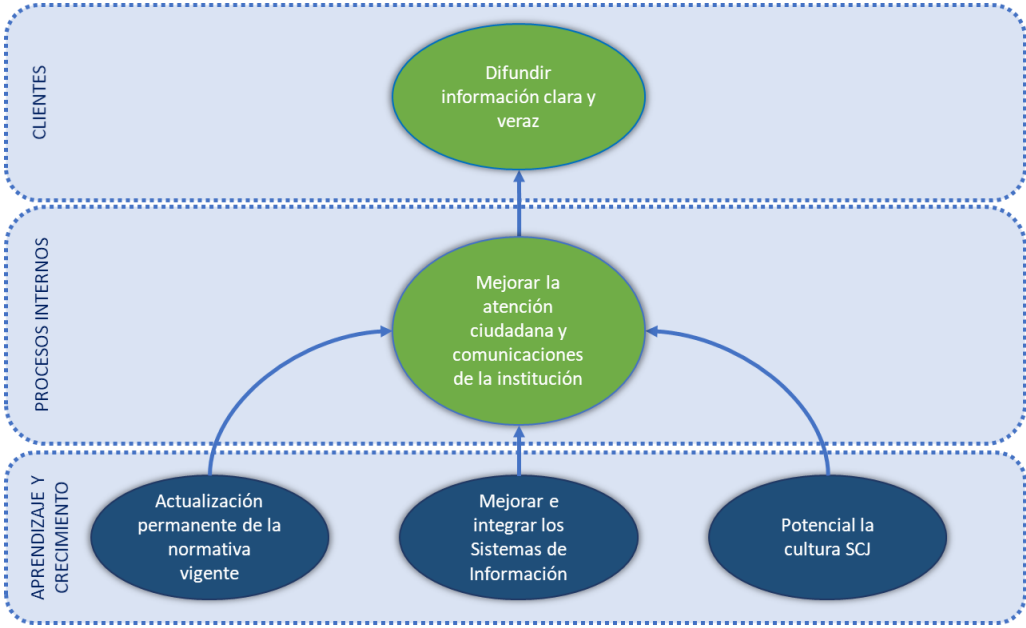 CLIENTES
Difundir
información clara y
veraz
PROCESOS INTERNOS
Mejorar la
atención
ciudadana y
comunicaciones
de la institución
APRENDIZAJE Y
CRECIMIENTO
Actualización
permanente de la
normativa
vigente
Mejorar e
integrar los
Sistemas de
Información
Potencial la
cultura SCJ